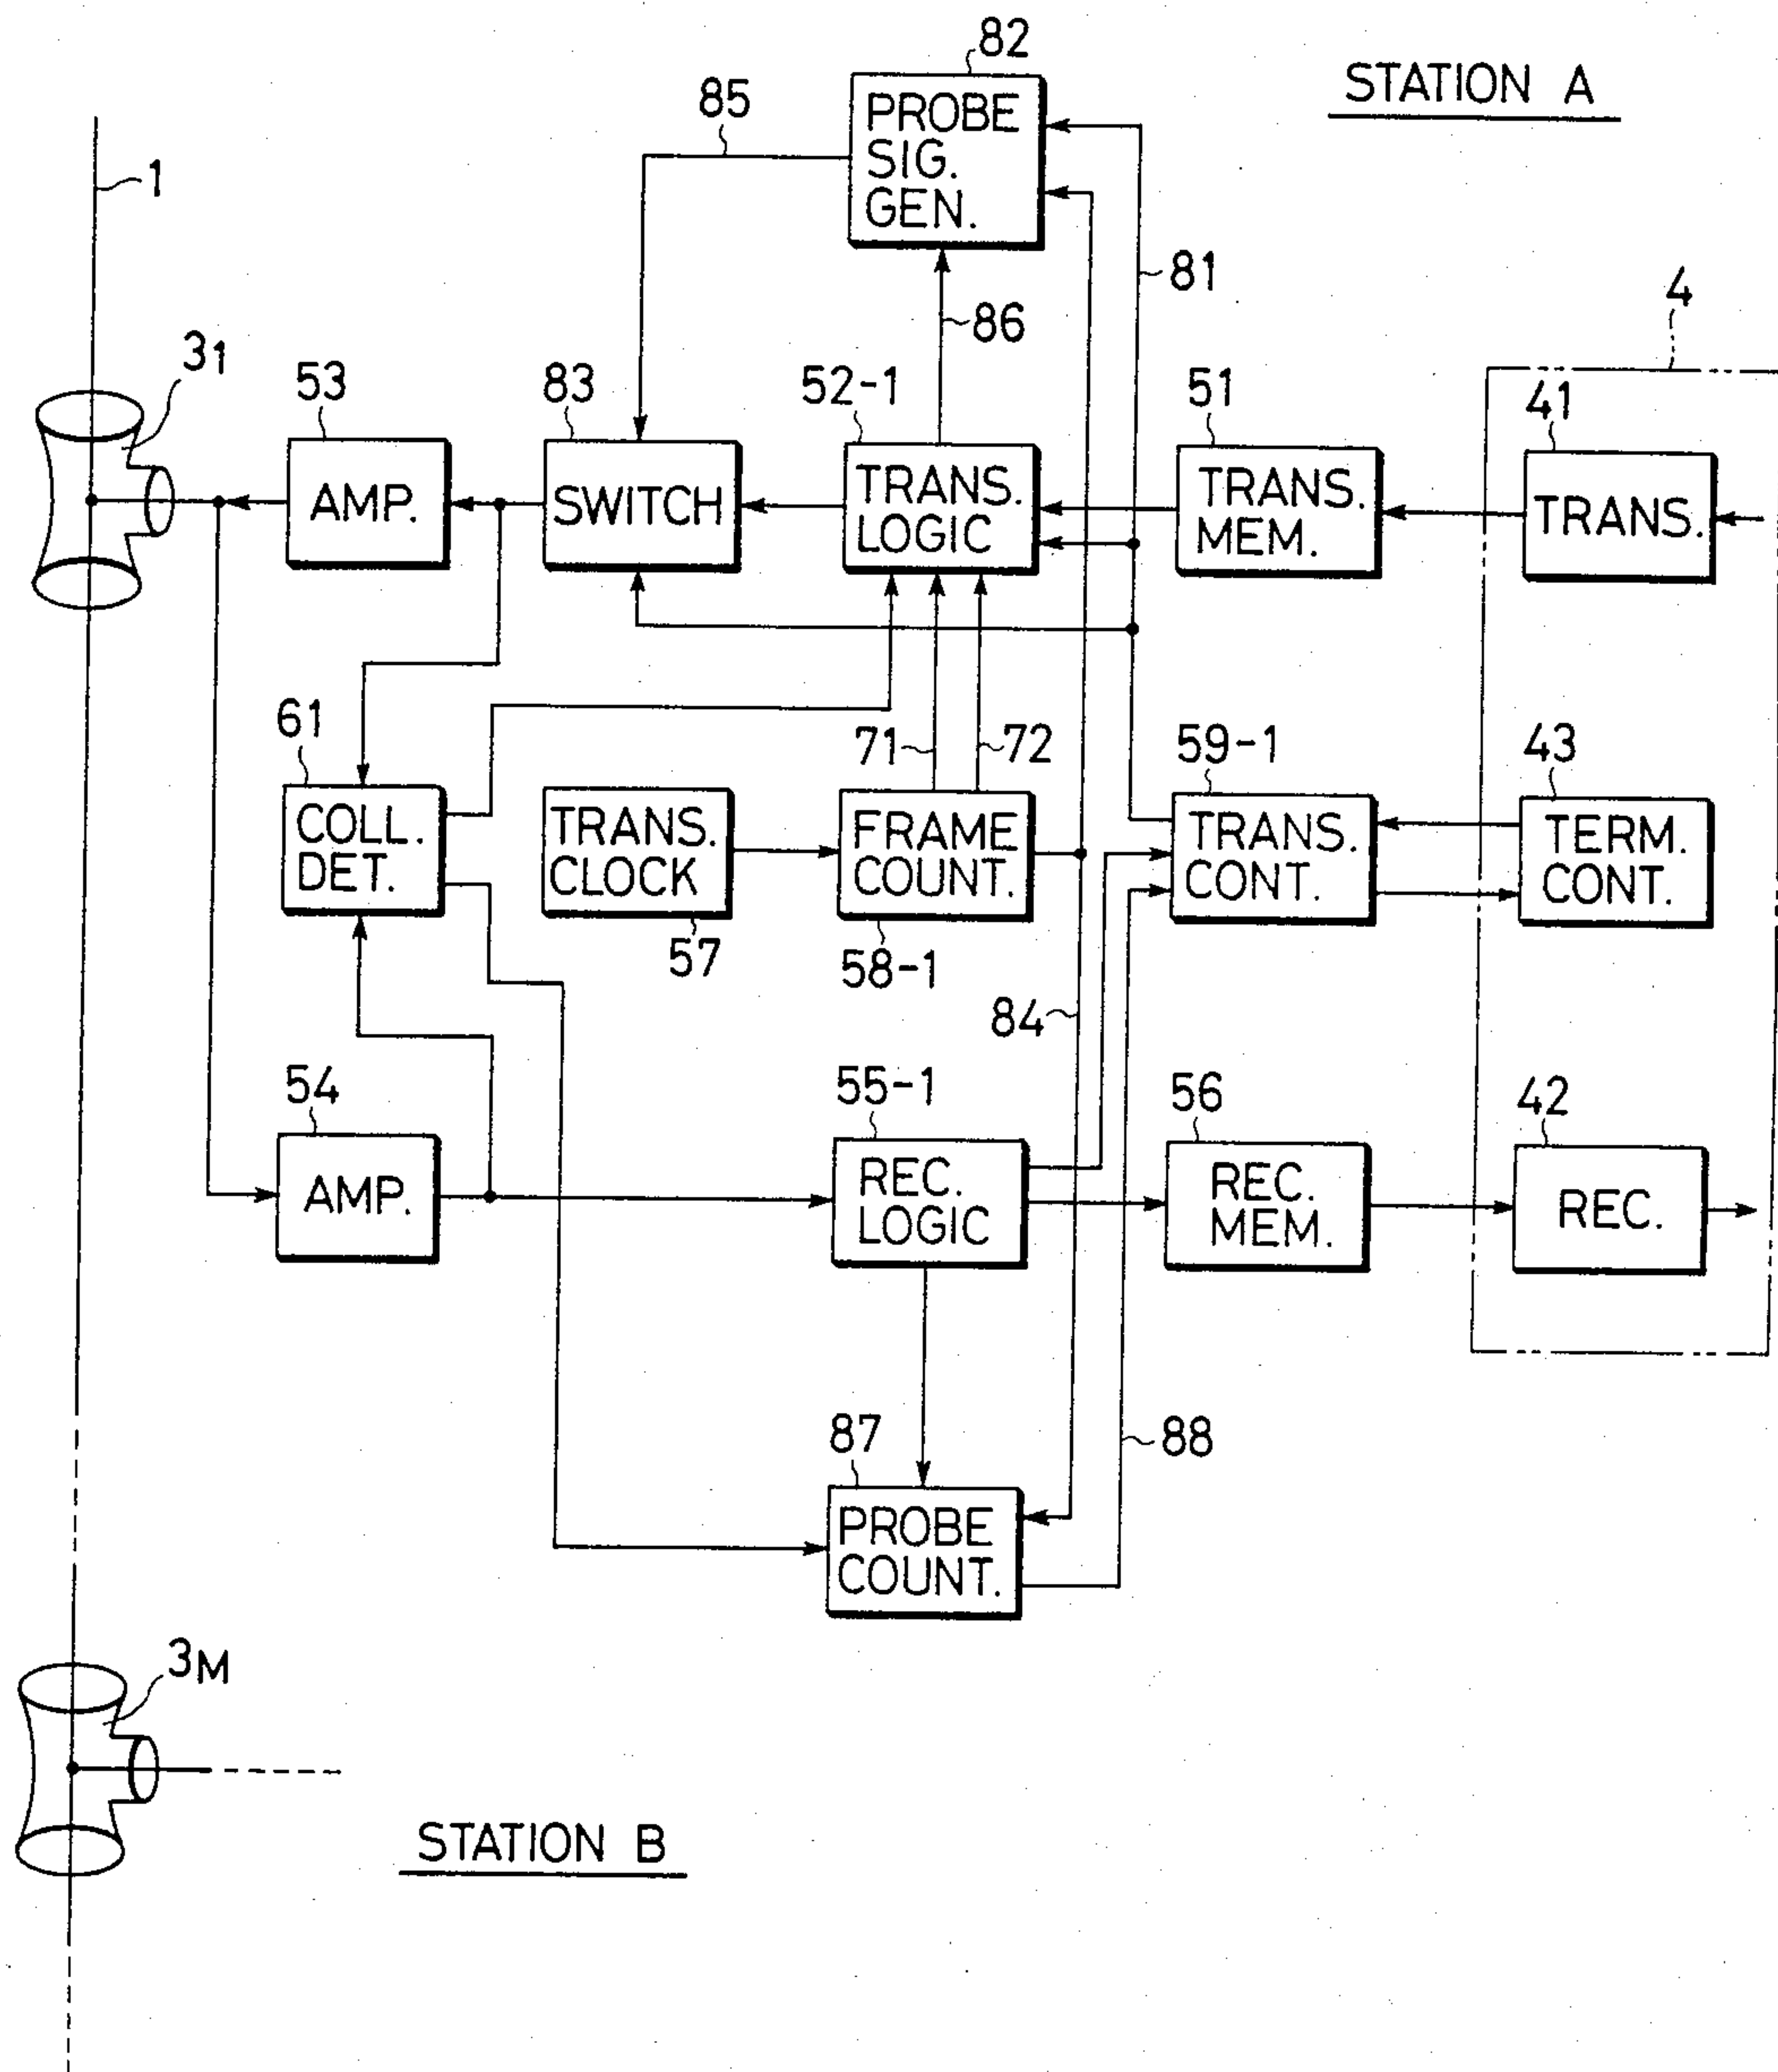 82
STATION A
85
PROBE
SIG.
GEN.
1
81
86
4
31
53
83
52-1
51
41
AMP.
SWITCH
TRANS.
LOGIC
TRANS.
MEM.
TRANS.
61
71
72
59-1
43
COLL.
DET.
TRANS.
CLOCK
FRAME
COUNT.
TRANS.
CONT.
TERM.
CONT.
57
58-1
84
54
55-1
56
42
AMP.
REC.
LOGIC
REC.
MEM.
REC.
87
88
PROBE
COUNT.
3M
STATION B